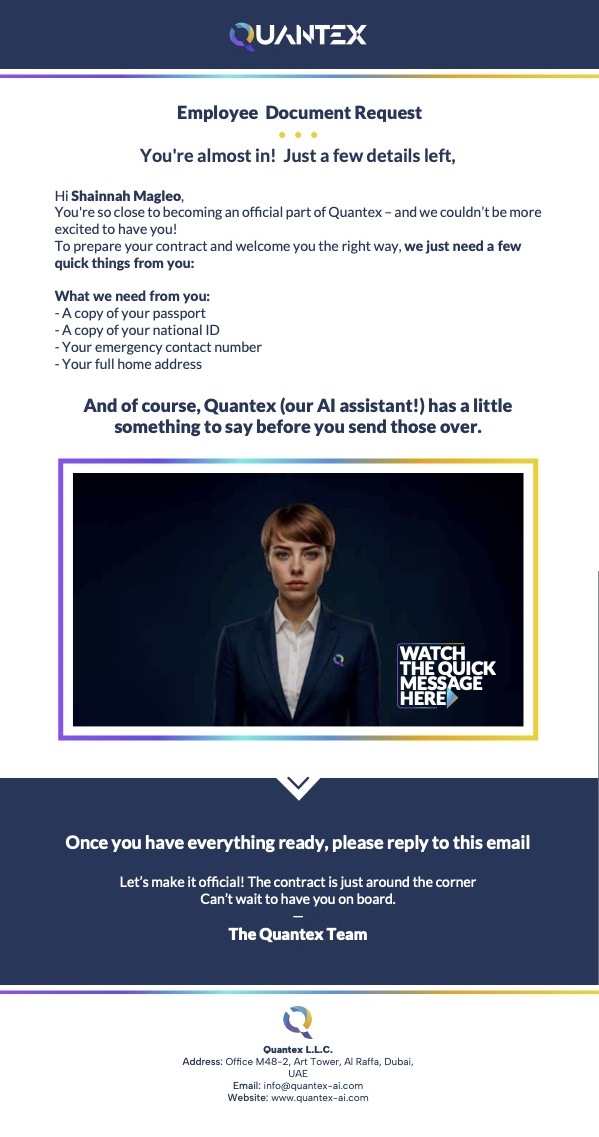 QUANTEX
Employee  Document Request
You're almost in!  Just a few details left,
Hi Shainnah Magleo,
You're so close to becoming an official part of Quantex – and we couldn't be more
excited to have you!
To prepare your contract and welcome you the right way, we just need a few
quick things from you:
What we need from you:
- A copy of your passport
- A copy of your national ID
- Your emergency contact number
- Your full home address
And of course, Quantex (our AI assistant!) has a little
something to say before you send those over.
WATCH
THE QUICK
MESSAGE
HERE
Once you have everything ready, please reply to this email
Let's make it official! The contract is just around the corner
Can't wait to have you on board.
—
The Quantex Team
Quantex L.L.C.
Address: Office M48-2, Art Tower, Al Raffa, Dubai,
UAE
Email: info@quantex-ai.com
Website: www.quantex-ai.com